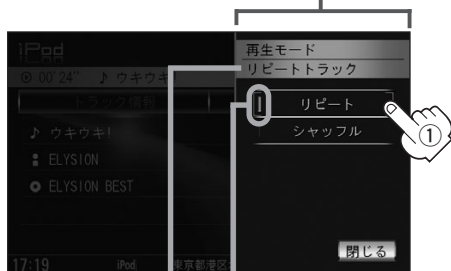 iPod
00'24" ♪ ウキウキ
トラック情報
♪ ウキウキ!
ELYSION
ELYSION BEST
17:19 iPod 東京都港区
再生モード
リピートトラック
リピート
シャッフル
①
閉じる